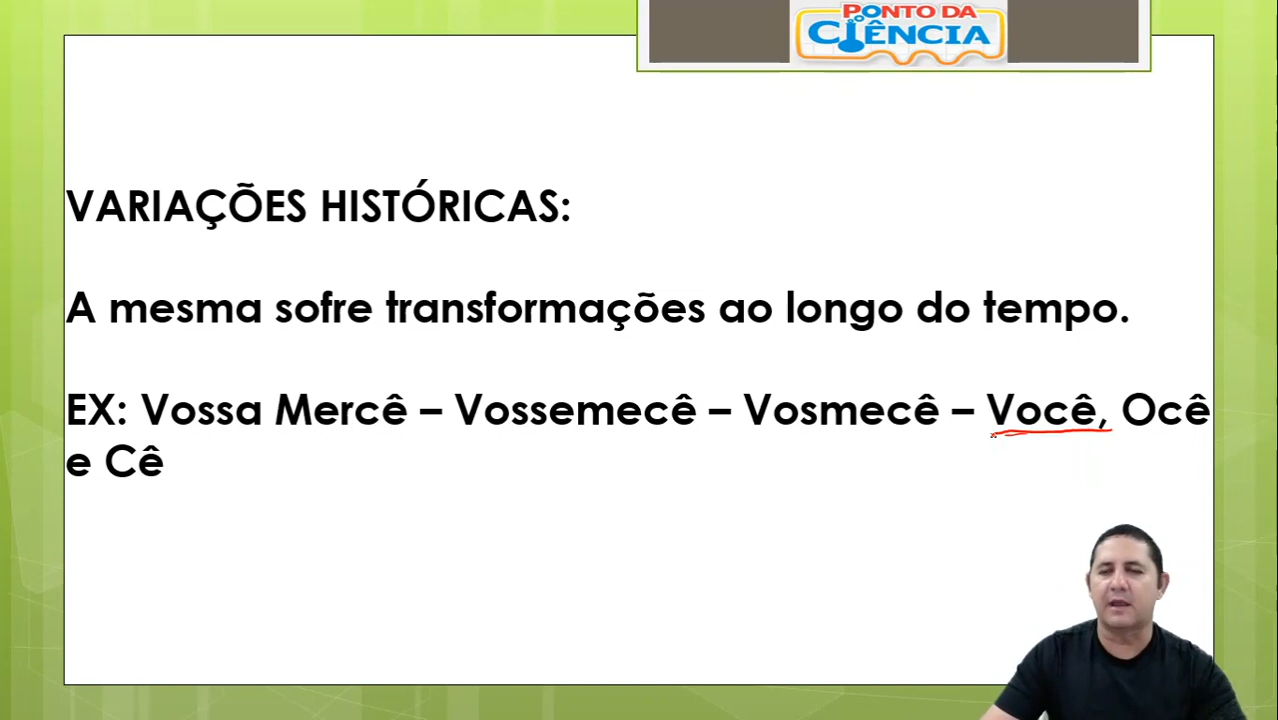 PONTO DA
CIÊNCIA
VARIAÇÕES HISTÓRICAS:
A mesma sofre transformações ao longo do tempo.
EX: Vossa Mercê – Vossemecê – Vosmecê – Você, Ocê
e Cê